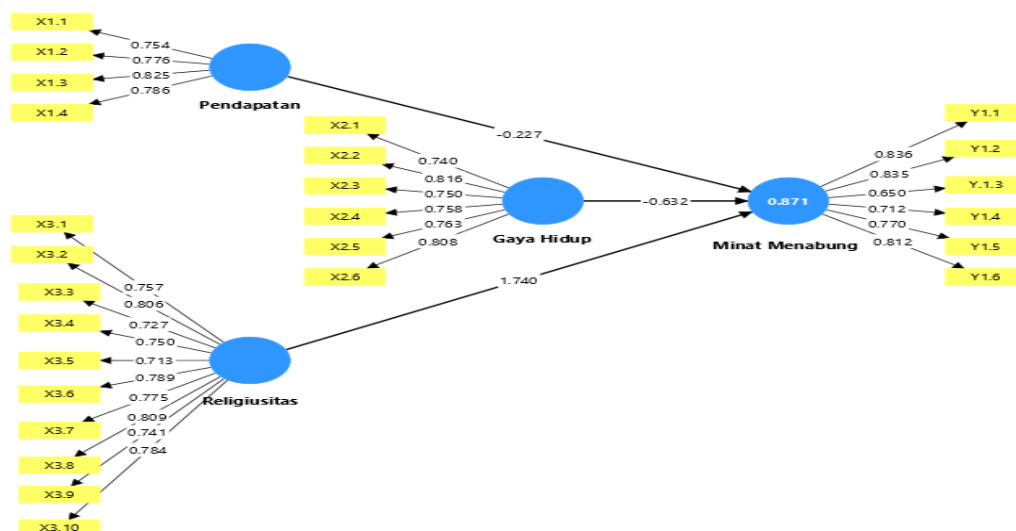 X1.1
X1.2
X1.3
X1.4
0.754
0.776
0.825
0.786
Pendapatan
-0.227
X2.1
X2.2
X2.3
X2.4
X2.5
X2.6
0.740
0.816
0.750
0.758
0.763
0.808
Gaya Hidup
-0.632
0.871
Minat Menabung
0.836
0.835
0.650
0.712
0.770
0.812
Y1.1
Y1.2
Y.1.3
Y1.4
Y1.5
Y1.6
X3.1
X3.2
X3.3
X3.4
X3.5
X3.6
X3.7
X3.8
X3.9
X3.10
0.757
0.806
0.727
0.750
0.713
0.789
0.775
0.809
0.741
0.784
Religiusitas
1.740